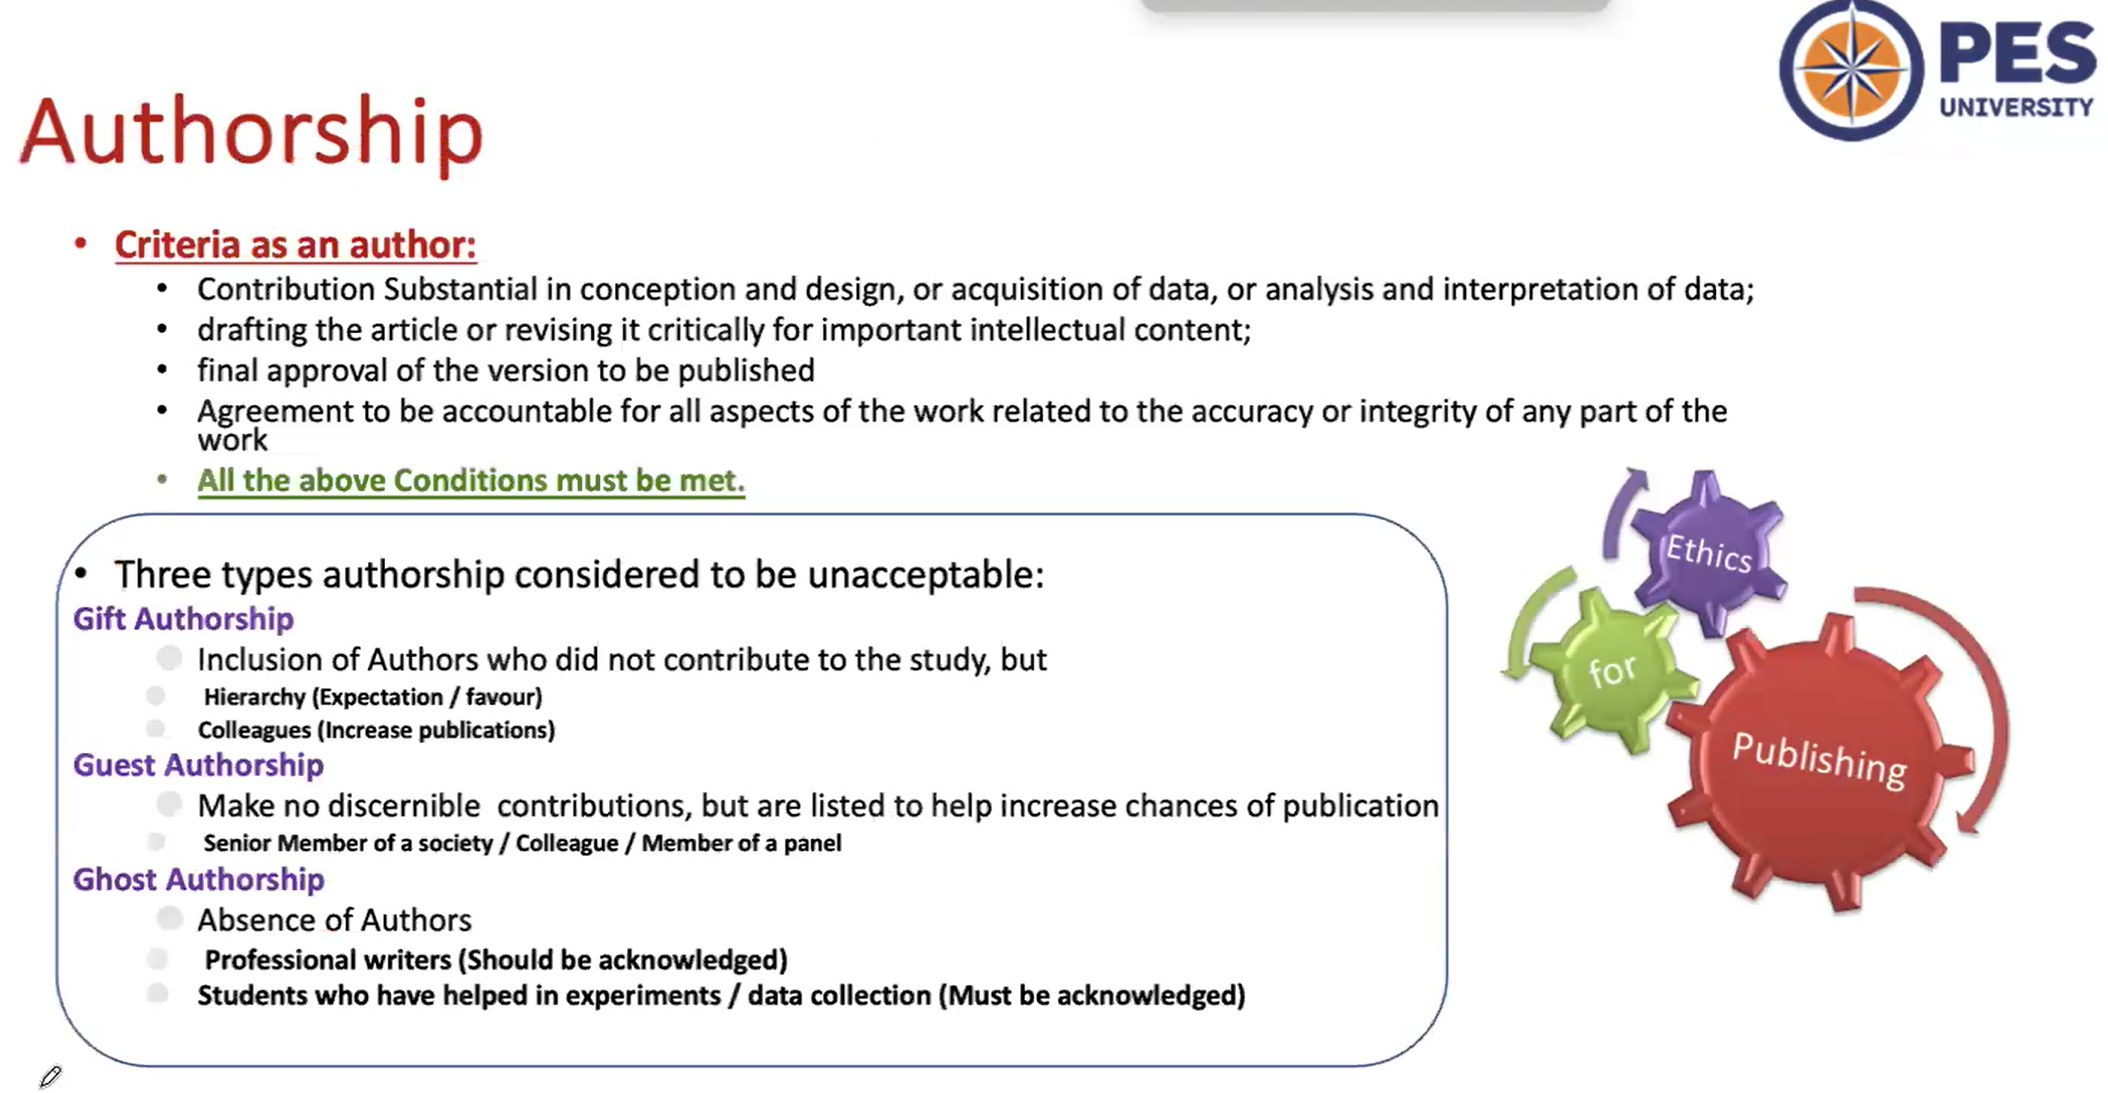 PES
UNIVERSITY
Authorship
• Criteria as an author:
• Contribution Substantial in conception and design, or acquisition of data, or analysis and interpretation of data;
• drafting the article or revising it critically for important intellectual content;
• final approval of the version to be published
• Agreement to be accountable for all aspects of the work related to the accuracy or integrity of any part of the
work
• All the above Conditions must be met.
• Three types authorship considered to be unacceptable:
Gift Authorship
Inclusion of Authors who did not contribute to the study, but
Hierarchy (Expectation / favour)
Colleagues (Increase publications)
Guest Authorship
Make no discernible contributions, but are listed to help increase chances of publication
Senior Member of a society / Colleague / Member of a panel
Ghost Authorship
Absence of Authors
Professional writers (Should be acknowledged)
Students who have helped in experiments / data collection (Must be acknowledged)
Ethics
for
Publishing